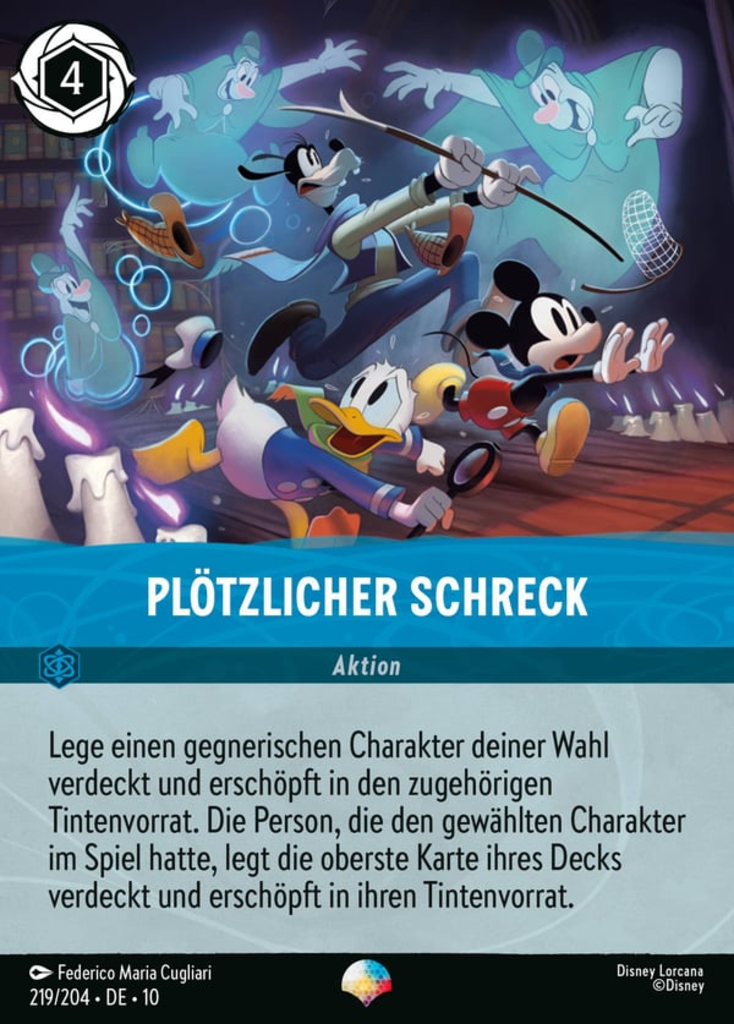 4
PLÖTZLICHER SCHRECK
Aktion
Lege einen gegnerischen Charakter deiner Wahl
verdeckt und erschöpft in den zugehörigen
Tintenvorrat. Die Person, die den gewählten Charakter
im Spiel hatte, legt die oberste Karte ihres Decks
verdeckt und erschöpft in ihren Tintenvorrat.
Federico Maria Cugliari
219/204 • DE • 10
Disney Lorcana
©Disney